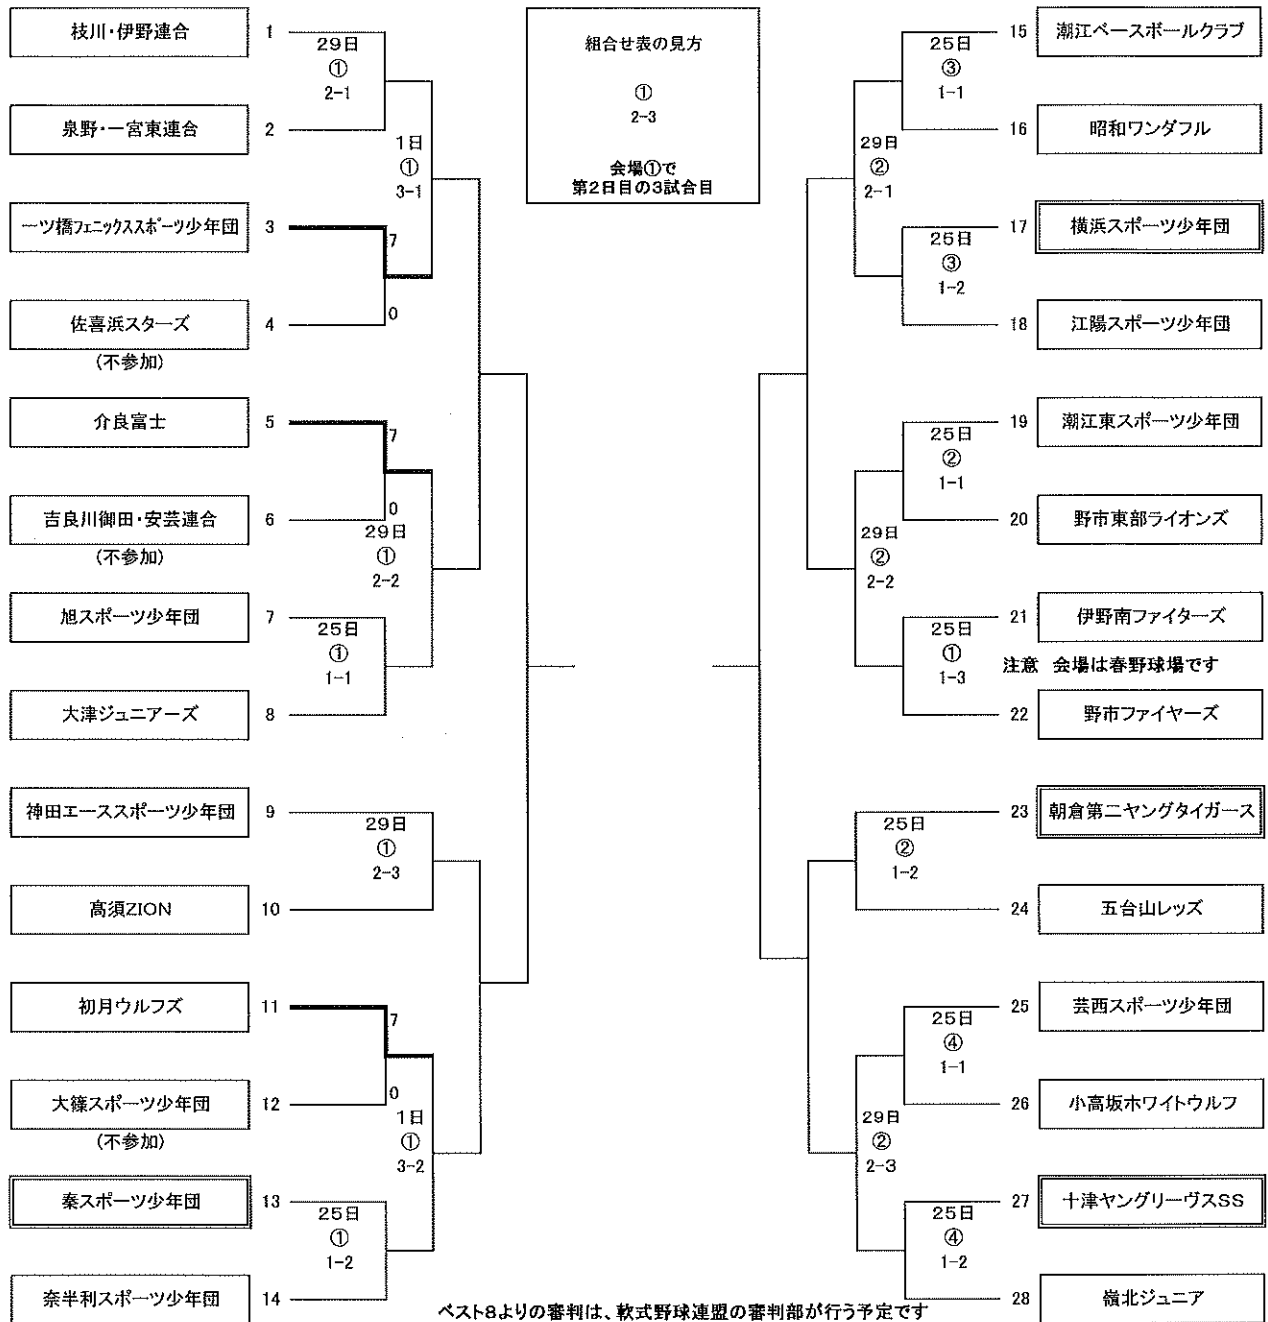 枝川・伊野連合 1
29日
①
2-1
泉野・一宮東連合 2
1日
①
3-1
一ツ橋フェニックススポーツ少年団 3
7
0
佐喜浜スターズ 4
(不参加)
介良富士 5
7
0
吉良川御田・安芸連合 6
(不参加)
29日
①
2-2
旭スポーツ少年団 7
25日
①
1-1
大津ジュニアーズ 8
神田エーススポーツ少年団 9
29日
①
2-3
高須ZION 10
初月ウルフズ 11
7
0
大篠スポーツ少年団 12
(不参加)
1日
①
3-2
秦スポーツ少年団 13
25日
①
1-2
奈半利スポーツ少年団 14
組合せ表の見方
①
2-3
会場①で
第2日目の3試合目
15 潮江ベースボールクラブ
25日
③
1-1
16 昭和ワンダフル
29日
②
2-1
17 横浜スポーツ少年団
25日
③
1-2
18 江陽スポーツ少年団
19 潮江東スポーツ少年団
25日
②
1-1
20 野市東部ライオンズ
29日
②
2-2
21 伊野南ファイターズ
25日
①
1-3
注意 会場は春野球場です
22 野市ファイヤーズ
23 朝倉第二ヤングタイガース
25日
②
1-2
24 五台山レッズ
25 芸西スポーツ少年団
25日
④
1-1
26 小高坂ホワイトウルフ
29日
②
2-3
27 十津ヤングリーヴスSS
25日
④
1-2
28 嶺北ジュニア
ベスト8よりの審判は、軟式野球連盟の審判部が行う予定です